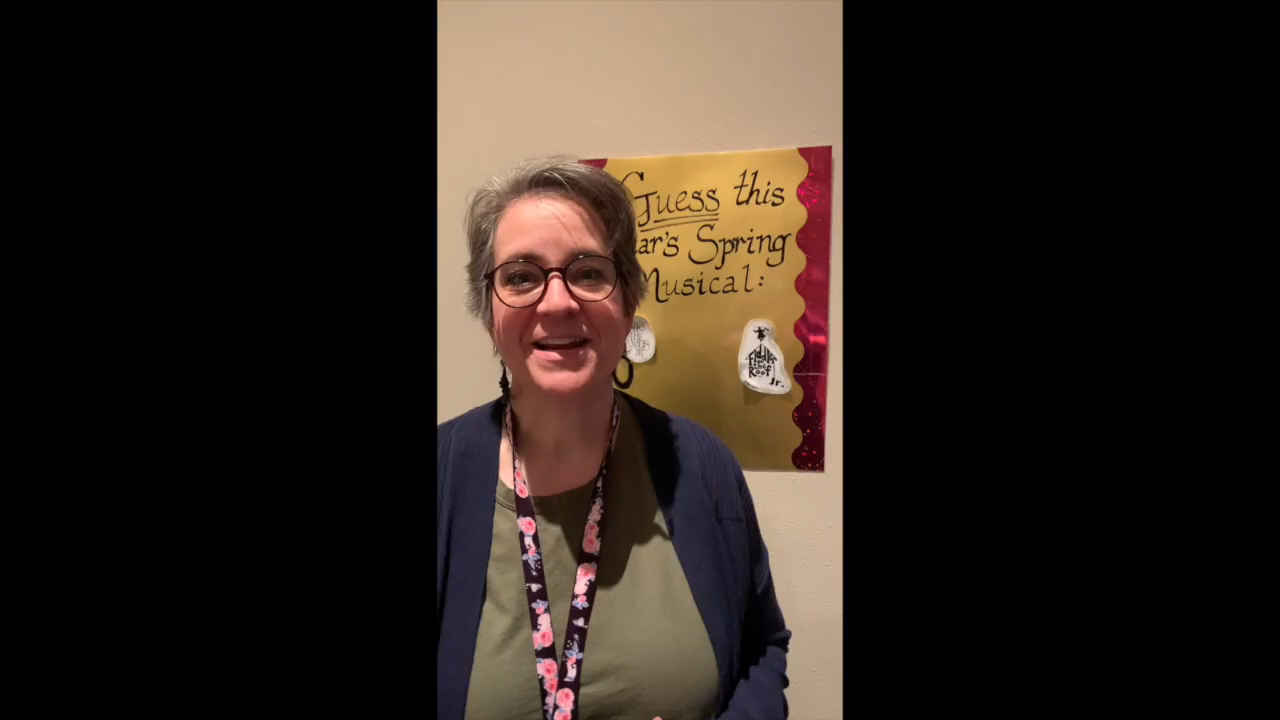 Guess this
ar's Spring
Musical:
Fiddler
on the
Roof
Jr.